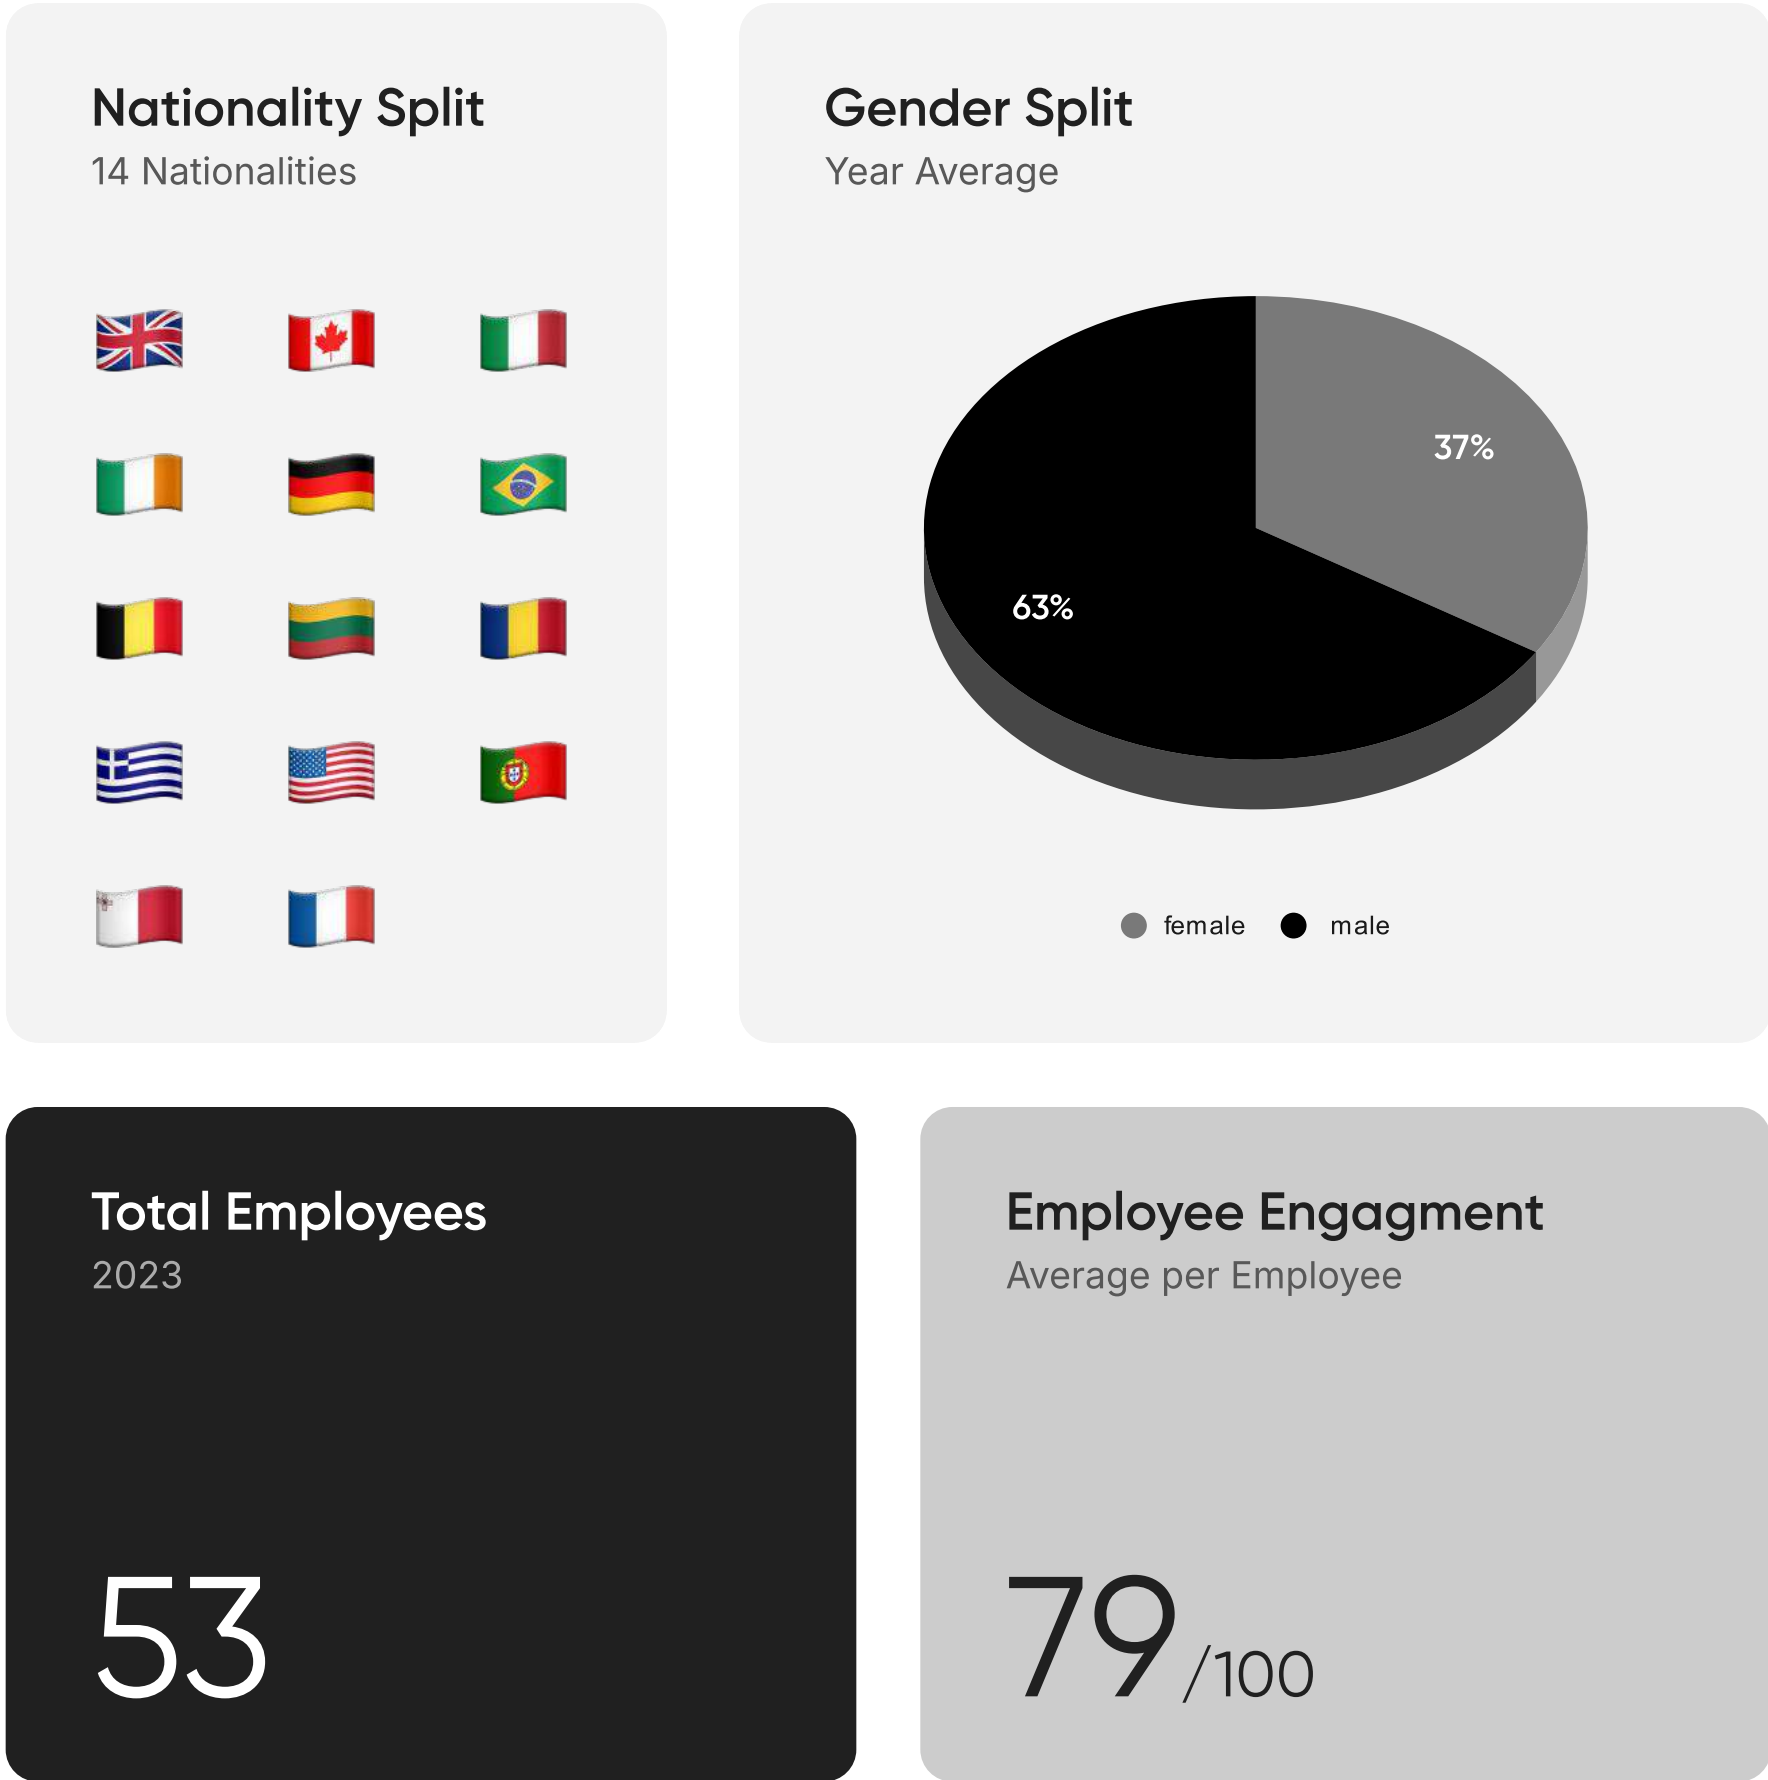 Nationality Split
14 Nationalities
Gender Split
Year Average
37%
63%
female
male
Total Employees
2023
53
Employee Engagment
Average per Employee
79/100